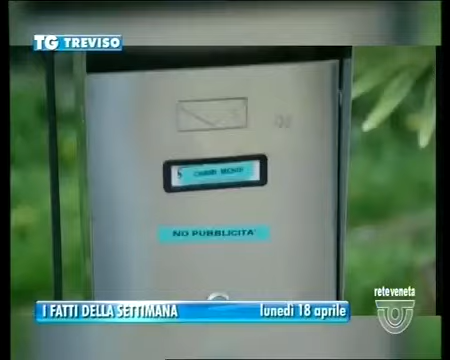 TG TREVISO
NO PUBBLICITA'
I FATTI DELLA SETTIMANA
lunedì 18 aprile
reteveneta